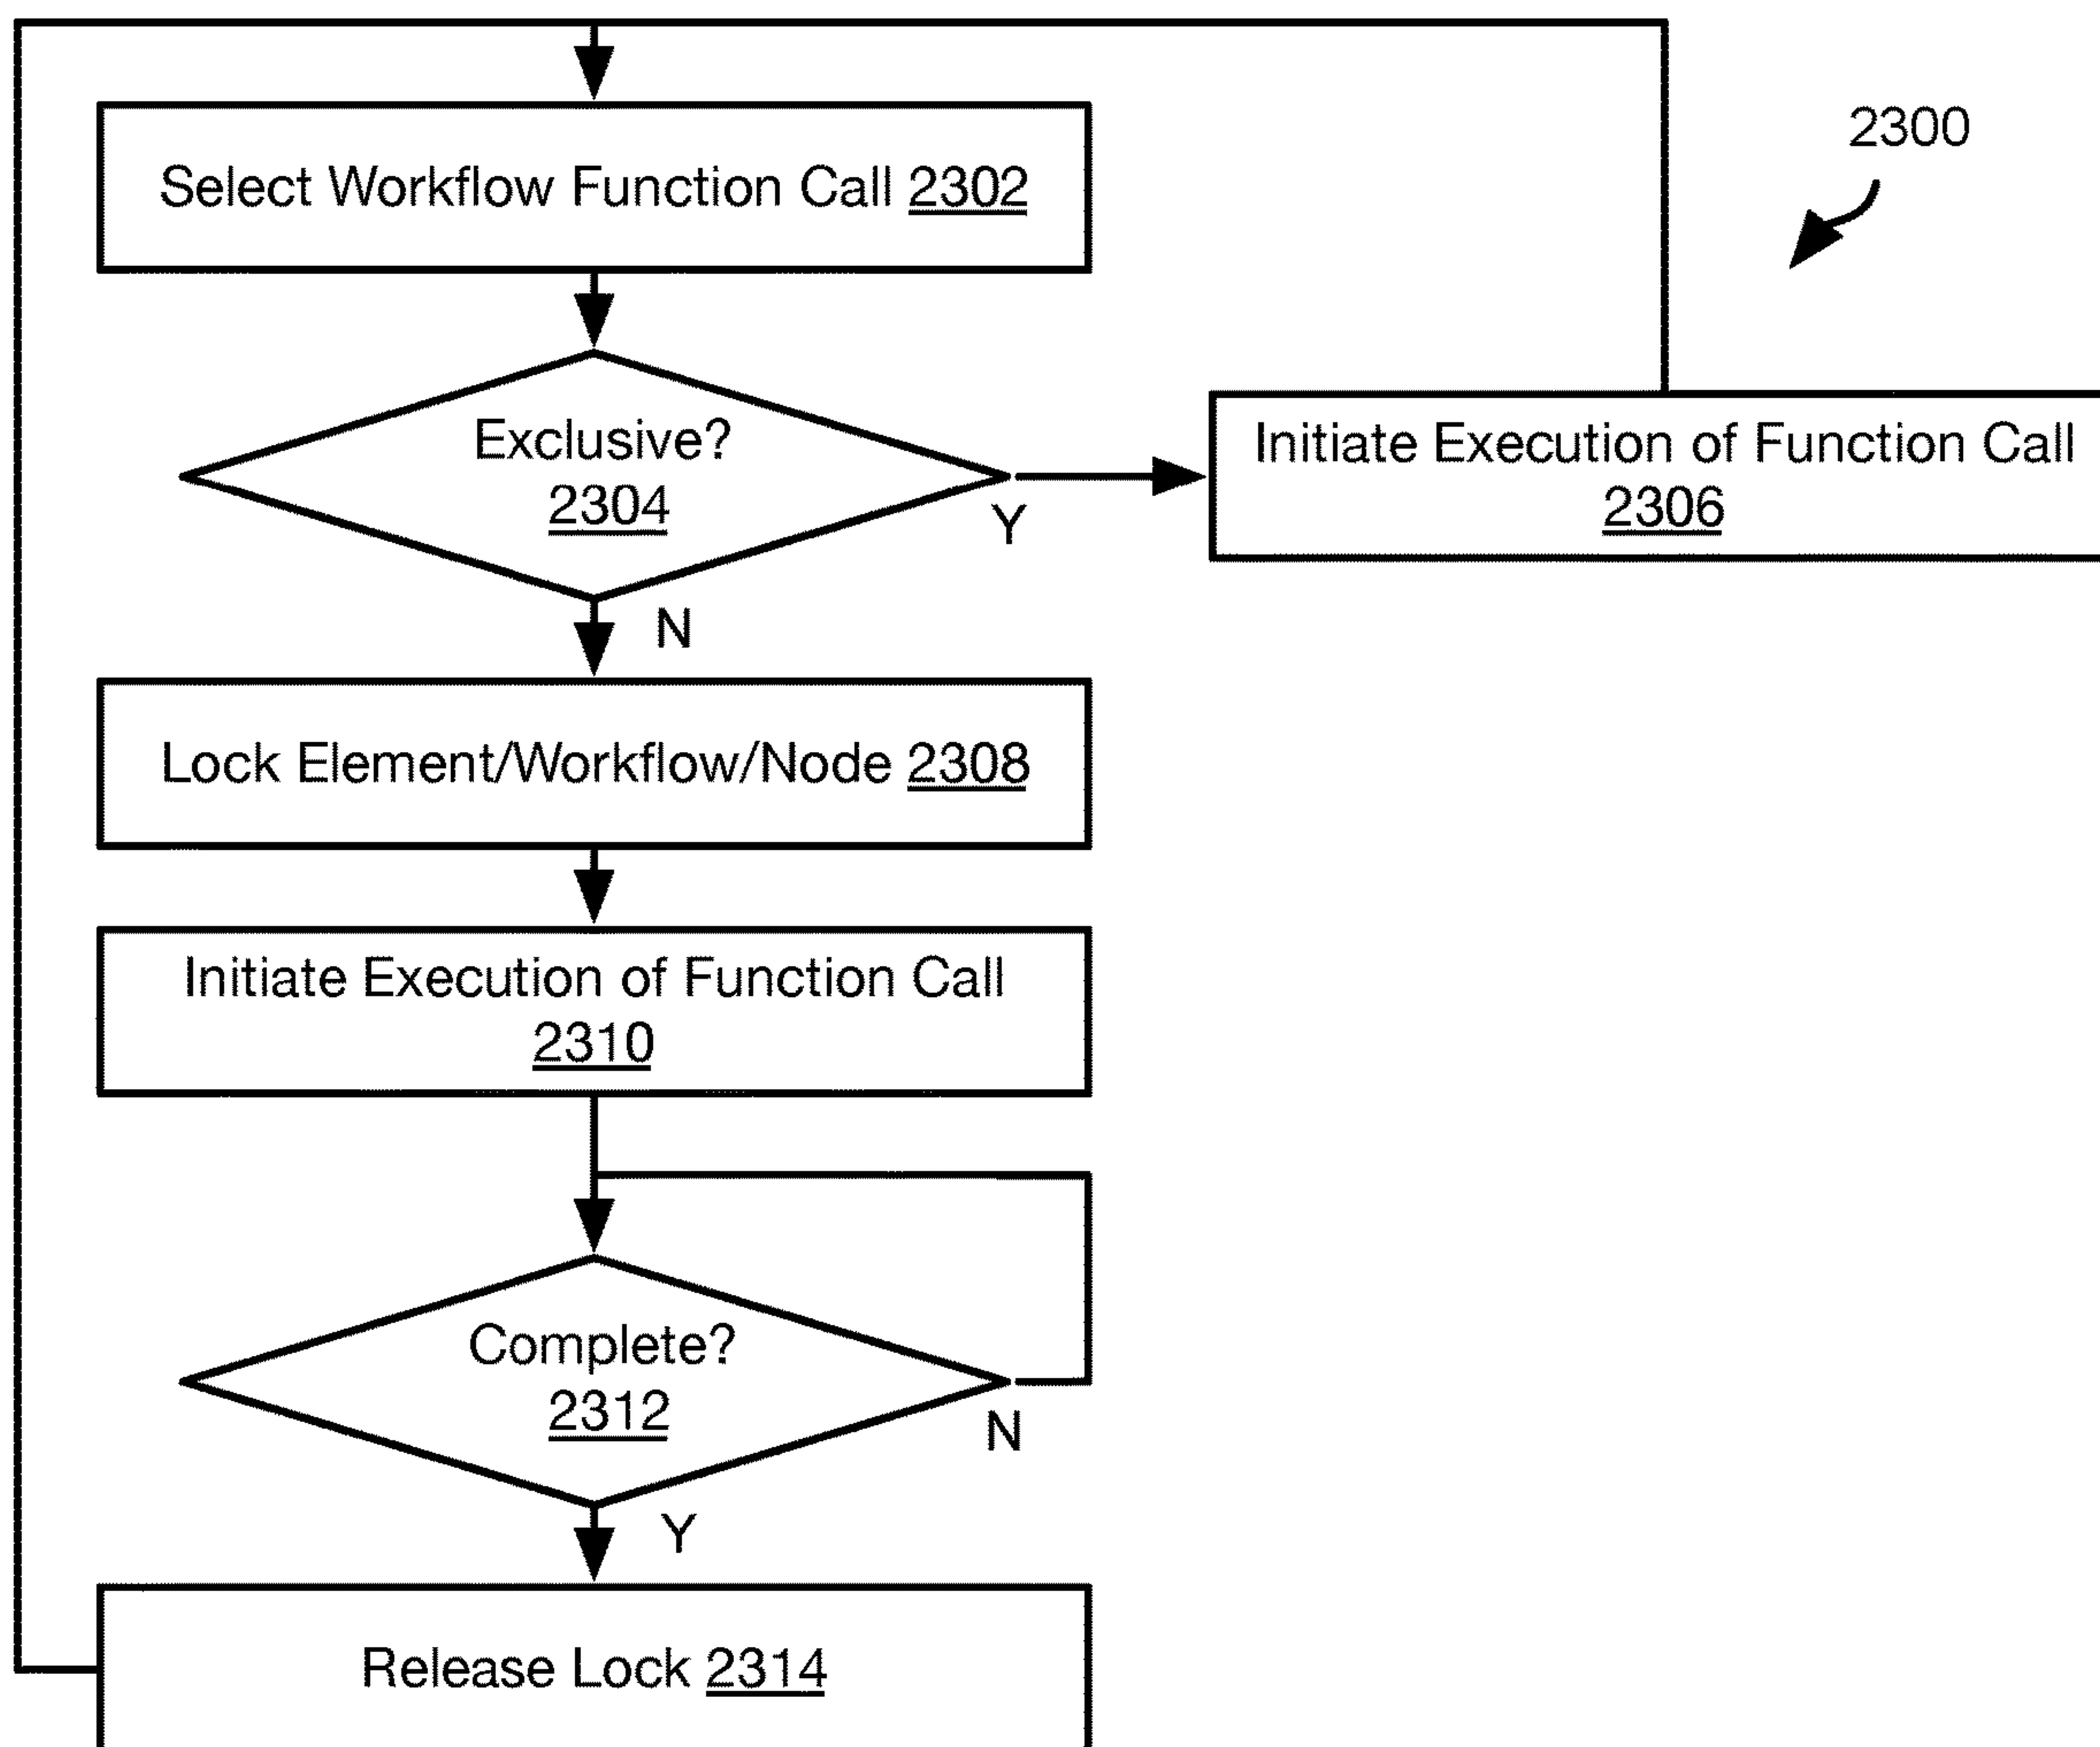 2300
Select Workflow Function Call 2302
Exclusive?
2304
Y
Initiate Execution of Function Call
2306
N
Lock Element/Workflow/Node 2308
Initiate Execution of Function Call
2310
Complete?
2312
N
Y
Release Lock 2314